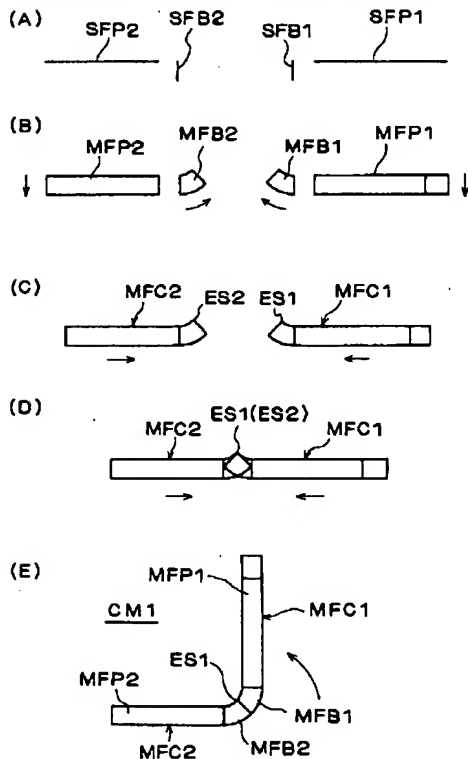 (A)
SFP2 SFB2 SFB1 SFP1
(B)
MFP2 MFB2 MFB1 MFP1
(C)
MFC2 ES2 ES1 MFC1
(D)
ES1(ES2)
MFC2 MFC1
(E)
MFP1
CM1 MFC1
ES1
MFP2
MFB1
MFC2 MFB2